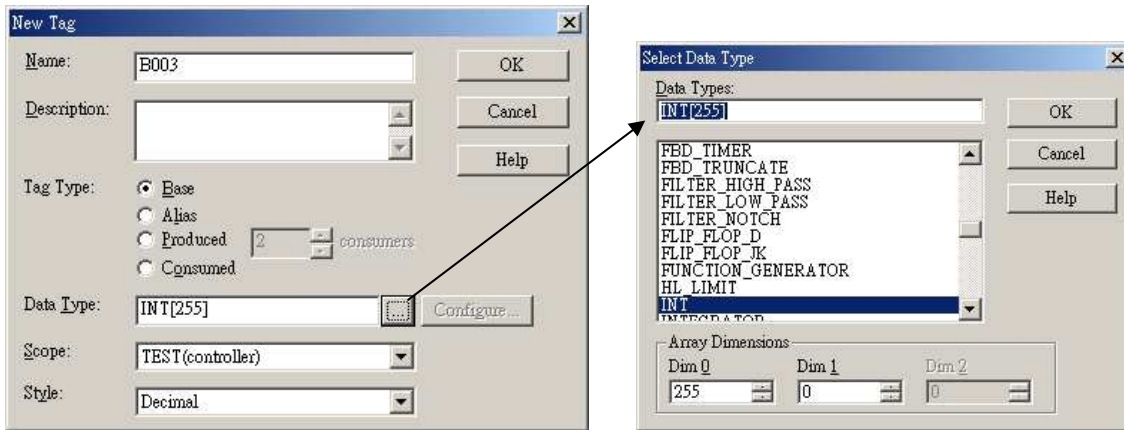 New Tag
Name: B003
OK
Description:
Cancel
Help
Tag Type: Base
Alias
Produced 2 consumers
Consumed
Data Type: INT[255] ... Configure...
Scope: TEST(controller)
Style: Decimal
Select Data Type
Data Types:
INT[255]
OK
Cancel
Help
FBD_TIMER
FBD_TRUNCATE
FILTER_HIGH_PASS
FILTER_LOW_PASS
FILTER_NOTCH
FLIP_FLOP_D
FLIP_FLOP_JK
FUNCTION_GENERATOR
HL_LIMIT
INT
INTEGRATOR
Array Dimensions
Dim 0 Dim 1 Dim 2
255 0 0